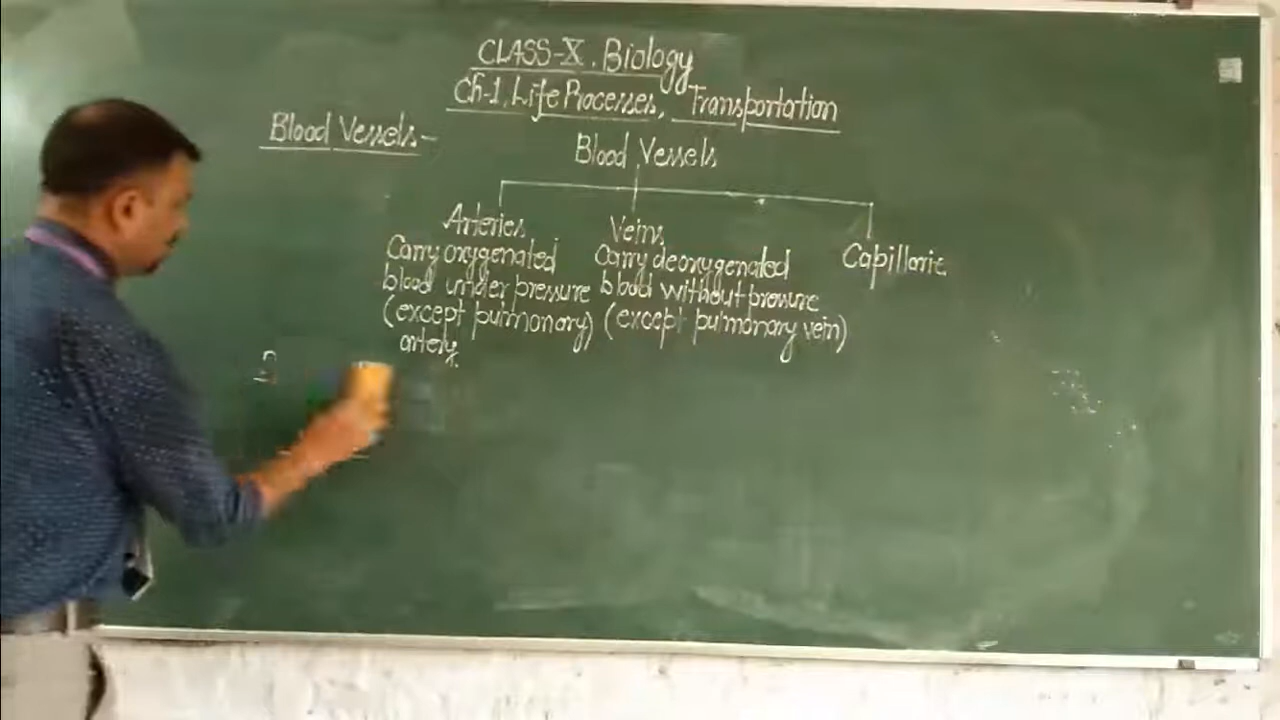 CLASS-X. Biology
Ch-1, Life Processes, Transportation
Blood Vessels-
Blood Vessels
Arteries
Carry oxygenated
blood under pressure
(except pulmonary)
artery.
Veins
Carry deoxygenated
blood without pressure
(except pulmonary vein)
Capillaric